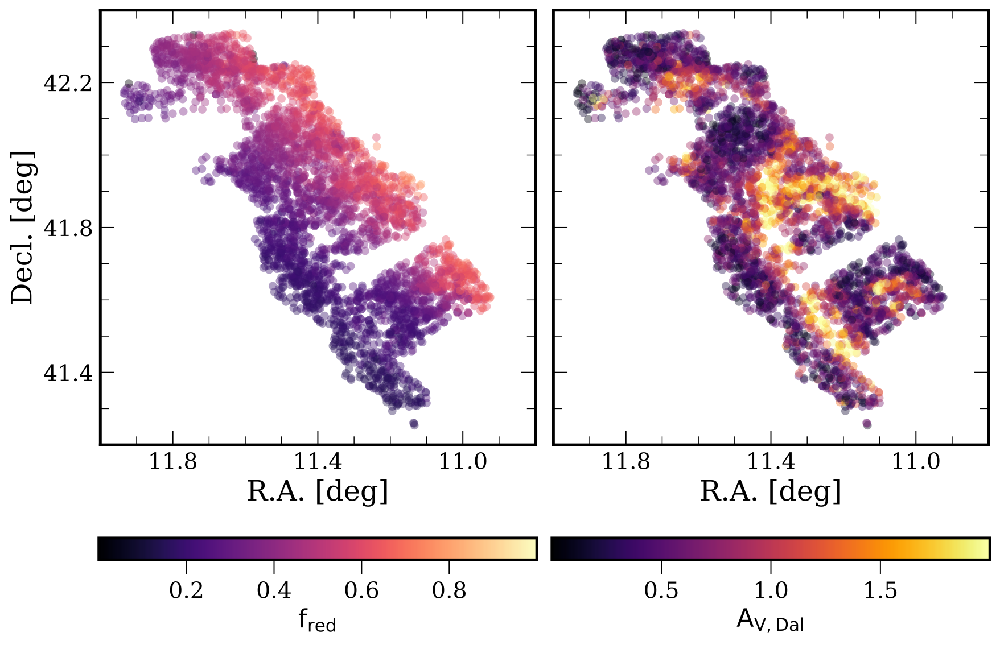 Decl. [deg]
42.2
41.8
41.4
11.8 11.4 11.0
R.A. [deg]
11.8 11.4 11.0
R.A. [deg]
0.2 0.4 0.6 0.8
f_red
0.5 1.0 1.5
A_V, Dal